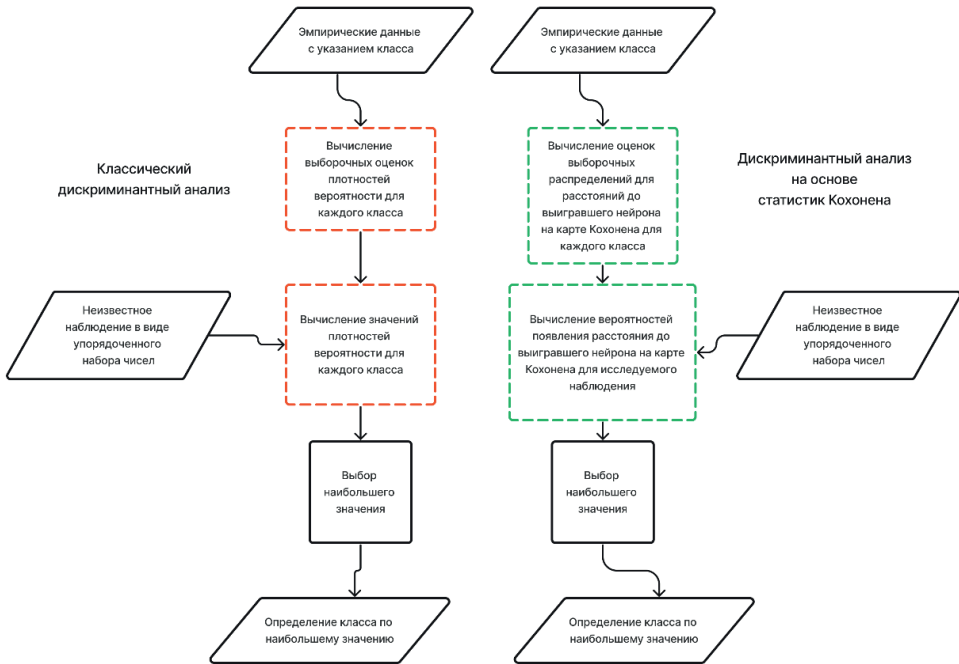 Эмпирические данные
с указанием класса
Эмпирические данные
с указанием класса
Классический
дискриминантный анализ
Вычисление
выборочных оценок
плотностей
вероятности для
каждого класса
Вычисление оценок
выборочных
распределений для
расстояний до
выигравшего нейрона
на карте Кохонена для
каждого класса
Дискриминантный анализ
на основе
статистик Кохонена
Неизвестное
наблюдение в виде
упорядоченного
набора чисел
Вычисление значений
плотностей
вероятности для
каждого класса
Вычисление вероятностей
появления расстояния до
выигравшего нейрона на карте
Кохонена для исследуемого
наблюдения
Неизвестное
наблюдение в виде
упорядоченного
набора чисел
Выбор
наибольшего
значения
Выбор
наибольшего
значения
Определение класса по
наибольшему значению
Определение класса по
наибольшему значению